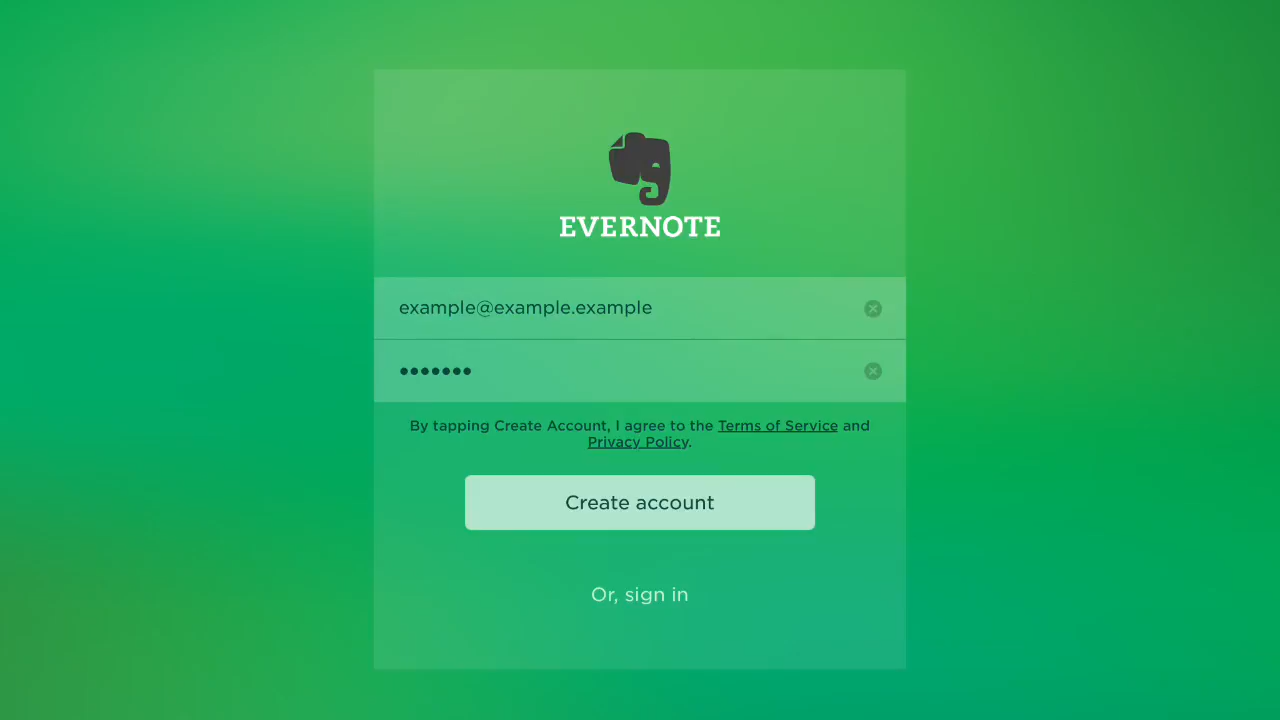 EVERNOTE
example@example.example
•••••••
By tapping Create Account, I agree to the Terms of Service and
Privacy Policy.
Create account
Or, sign in